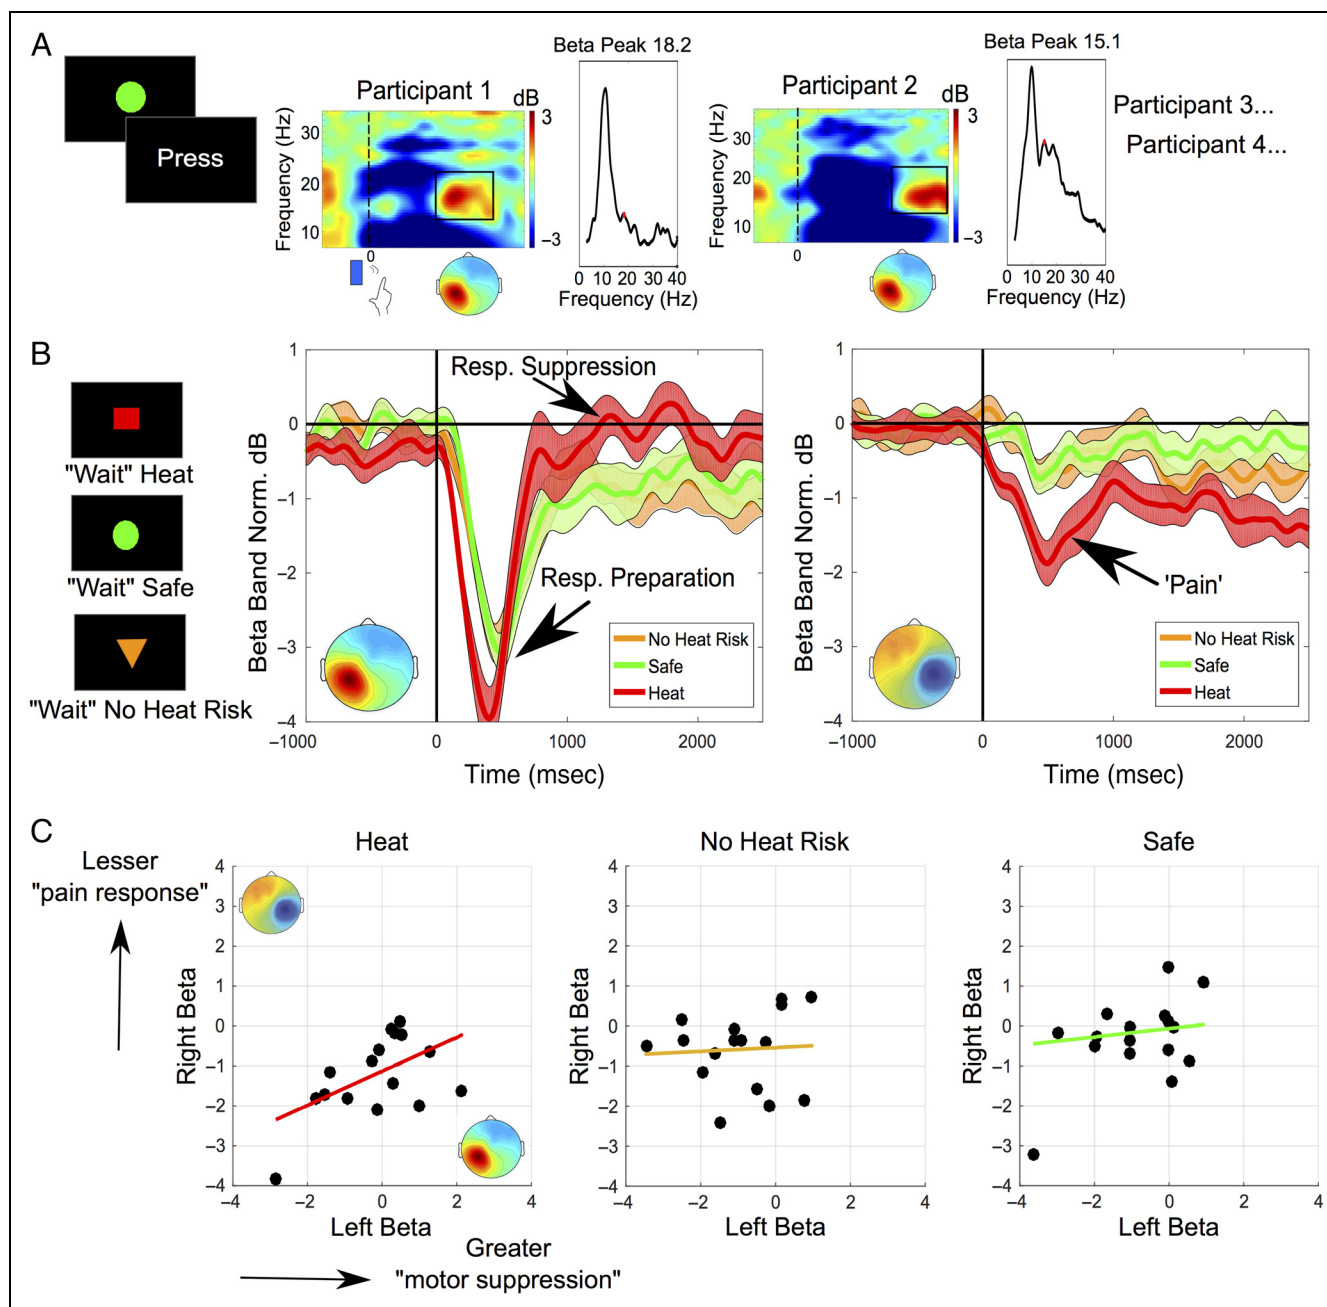 A
Press
Participant 1
dB
3
−3
Frequency (Hz)
30
20
10
0
Beta Peak 18.2
0 10 20 30 40
Frequency (Hz)
Participant 2
dB
3
−3
Frequency (Hz)
30
20
10
0
Beta Peak 15.1
0 10 20 30 40
Frequency (Hz)
Participant 3...
Participant 4...
B
"Wait" Heat
"Wait" Safe
"Wait" No Heat Risk
Beta Band Norm. dB
1
0
−1
−2
−3
−4
Resp. Suppression
Resp. Preparation
No Heat Risk
Safe
Heat
−1000 0 1000 2000
Time (msec)
Beta Band Norm. dB
1
0
−1
−2
−3
−4
'Pain'
No Heat Risk
Safe
Heat
−1000 0 1000 2000
Time (msec)
C
Lesser
"pain response"
Heat
Right Beta
4
3
2
1
0
−1
−2
−3
−4
−4 −2 0 2 4
Left Beta
No Heat Risk
Right Beta
4
3
2
1
0
−1
−2
−3
−4
−4 −2 0 2 4
Left Beta
Safe
Right Beta
4
3
2
1
0
−1
−2
−3
−4
−4 −2 0 2 4
Left Beta
Greater
"motor suppression"